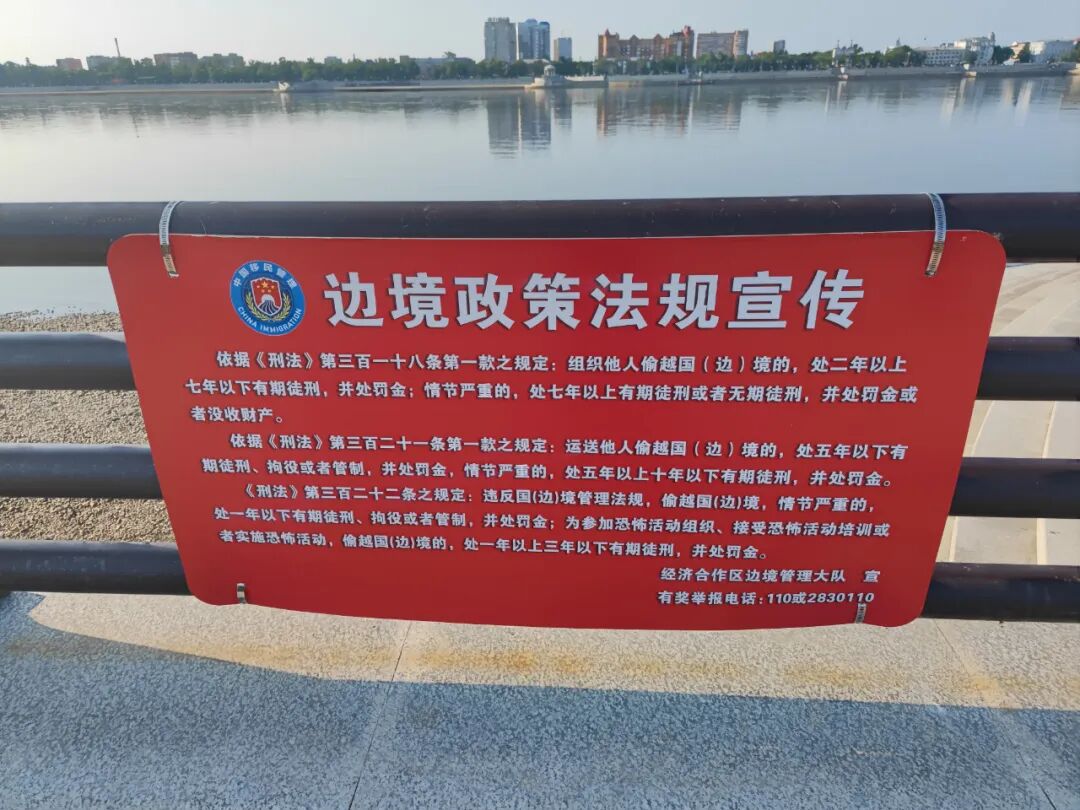 中国移民管理
CHINA IMMIGRATION
边境政策法规宣传
依据《刑法》第三百一十八条第一款之规定：组织他人偷越国（边）境的，处二年以上
七年以下有期徒刑，并处罚金；情节严重的，处七年以上有期徒刑或者无期徒刑，并处罚金或
者没收财产。
依据《刑法》第三百二十一条第一款之规定：运送他人偷越国（边）境的，处五年以下有
期徒刑、拘役或者管制，并处罚金，情节严重的，处五年以上十年以下有期徒刑，并处罚金。
《刑法》第三百二十二条之规定：违反国(边)境管理法规，偷越国(边)境，情节严重的，
处一年以下有期徒刑、拘役或者管制，并处罚金；为参加恐怖活动组织、接受恐怖活动培训或
者实施恐怖活动，偷越国(边)境的，处一年以上三年以下有期徒刑，并处罚金。
经济合作区边境管理大队 宣
有奖举报电话:110或2830110